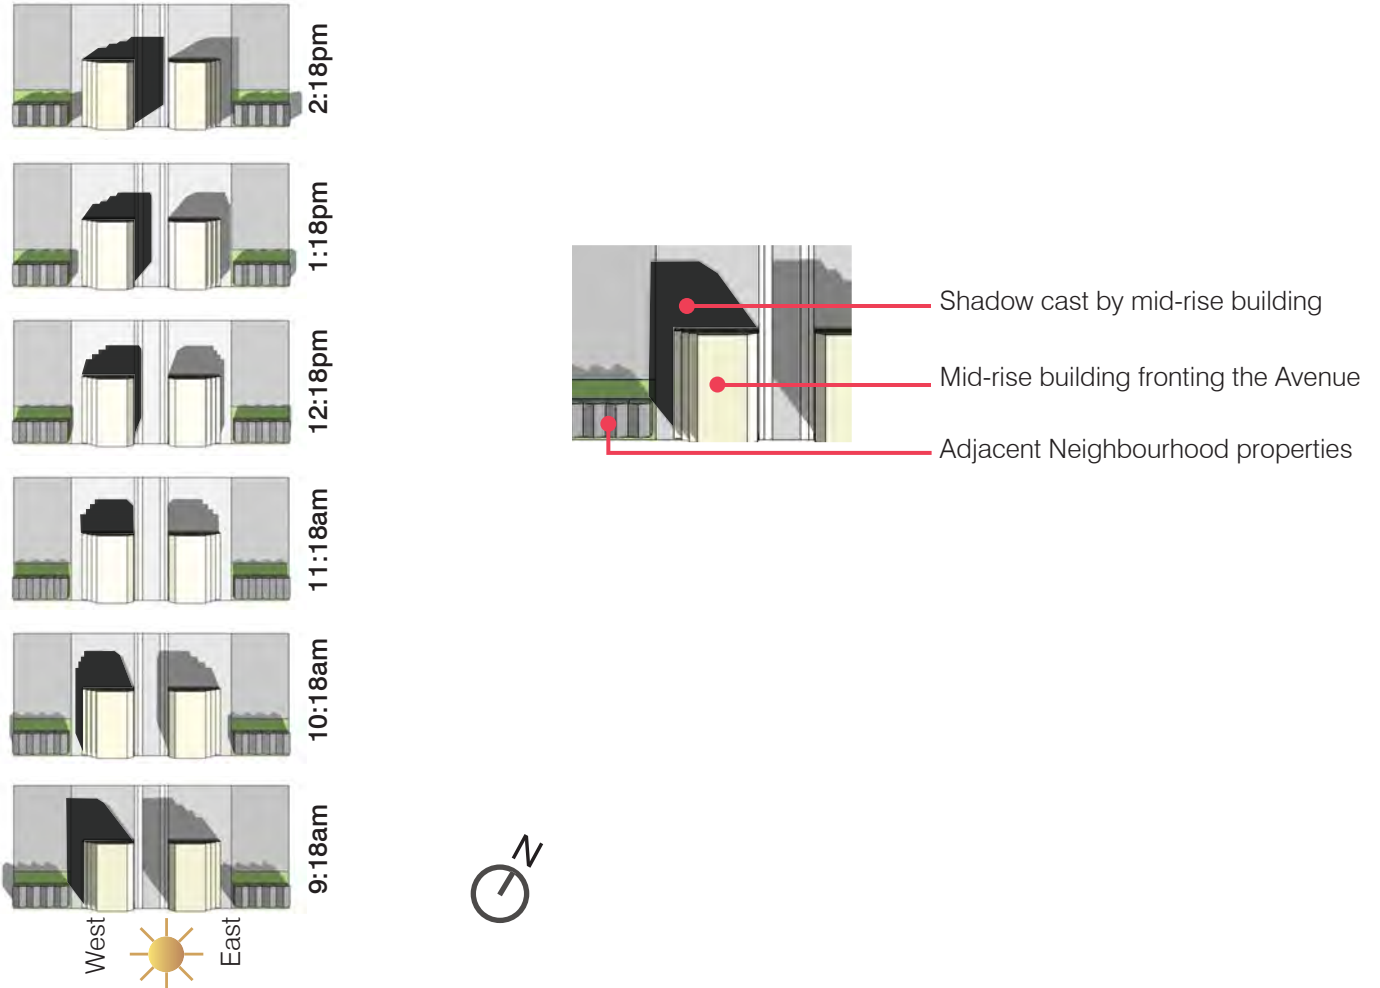 2:18pm
1:18pm
12:18pm
11:18am
10:18am
9:18am
West
East
N
Shadow cast by mid-rise building
Mid-rise building fronting the Avenue
Adjacent Neighbourhood properties